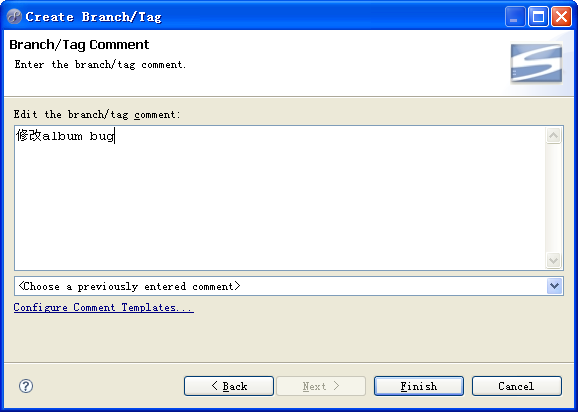 Create Branch/Tag
Branch/Tag Comment
Enter the branch/tag comment.
Edit the branch/tag comment:
修改album bug
<Choose a previously entered comment>
Configure Comment Templates...
? < Back Next > Finish Cancel